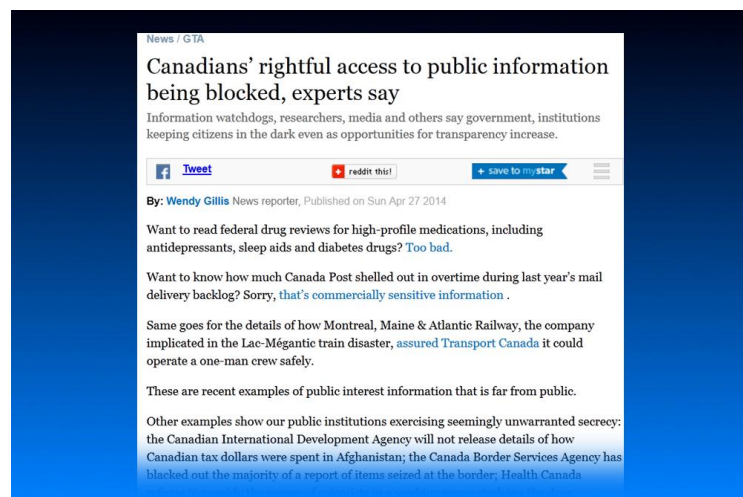 News / GTA
Canadians’ rightful access to public information
being blocked, experts say
Information watchdogs, researchers, media and others say government, institutions
keeping citizens in the dark even as opportunities for transparency increase.
Tweet
reddit this!
+ save to mystar
By: Wendy Gillis News reporter, Published on Sun Apr 27 2014
Want to read federal drug reviews for high-profile medications, including
antidepressants, sleep aids and diabetes drugs? Too bad.
Want to know how much Canada Post shelled out in overtime during last year’s mail
delivery backlog? Sorry, that’s commercially sensitive information .
Same goes for the details of how Montreal, Maine & Atlantic Railway, the company
implicated in the Lac-Mégantic train disaster, assured Transport Canada it could
operate a one-man crew safely.
These are recent examples of public interest information that is far from public.
Other examples show our public institutions exercising seemingly unwarranted secrecy:
the Canadian International Development Agency will not release details of how
Canadian tax dollars were spent in Afghanistan; the Canada Border Services Agency has
blacked out the majority of a report of items seized at the border; Health Canada